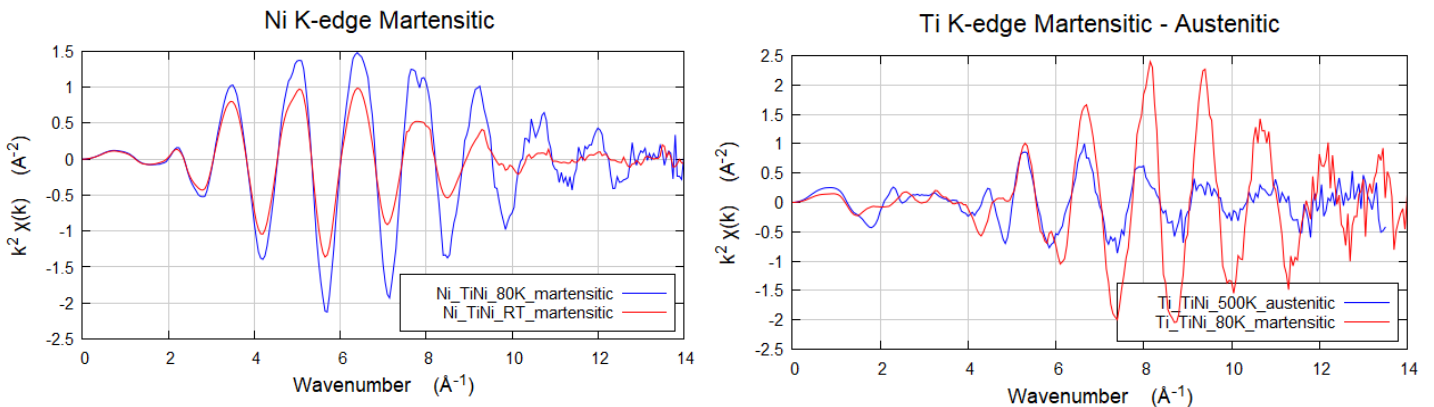 Ni K-edge Martensitic
k² χ(k) (A⁻²)
1.5
1
0.5
0
-0.5
-1
-1.5
-2
-2.5
Ni_TiNi_80K_martensitic
Ni_TiNi_RT_martensitic
0 2 4 6 8 10 12 14
Wavenumber (Å⁻¹)
Ti K-edge Martensitic - Austenitic
k² χ(k) (A⁻²)
2.5
2
1.5
1
0.5
0
-0.5
-1
-1.5
-2
-2.5
Ti_TiNi_500K_austenitic
Ti_TiNi_80K_martensitic
0 2 4 6 8 10 12 14
Wavenumber (Å⁻¹)